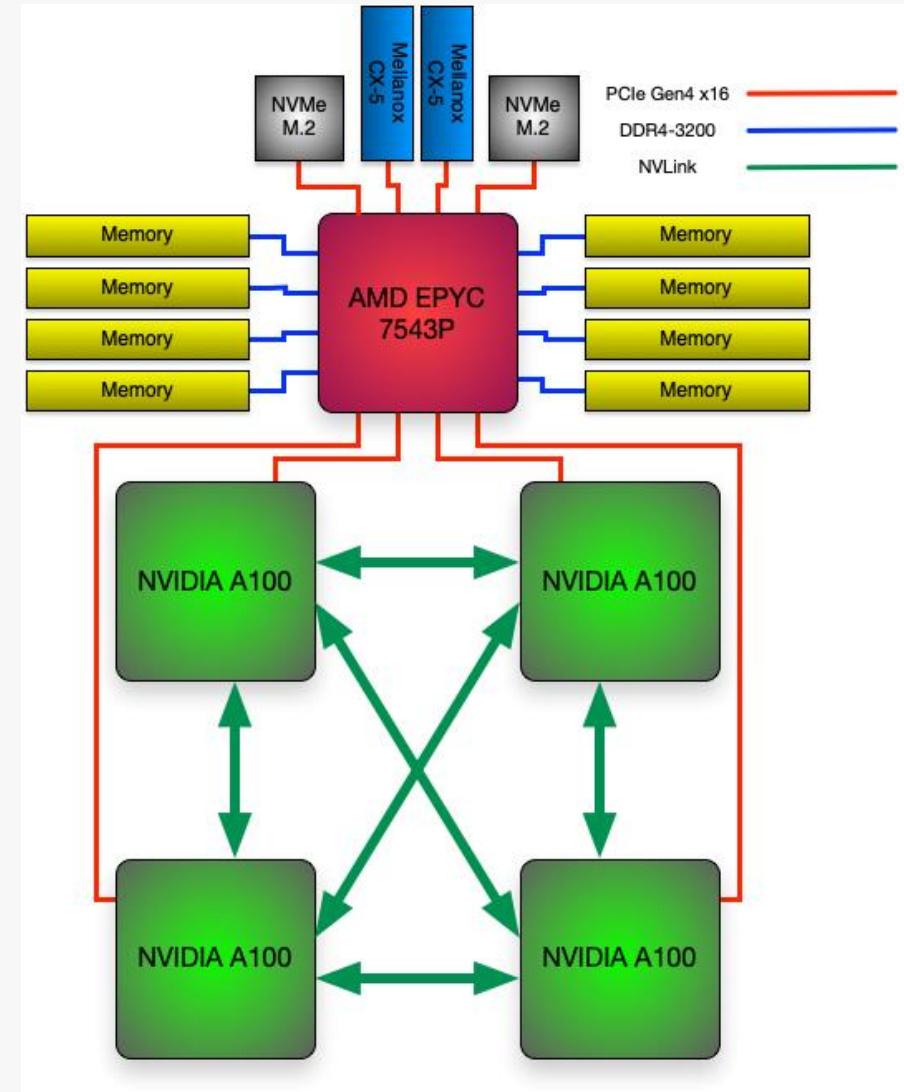 Mellanox
CX-5
Mellanox
CX-5
NVMe
M.2
NVMe
M.2
PCIe Gen4 x16
DDR4-3200
NVLink
Memory
Memory
Memory
Memory
AMD EPYC
7543P
Memory
Memory
Memory
Memory
NVIDIA A100
NVIDIA A100
NVIDIA A100
NVIDIA A100